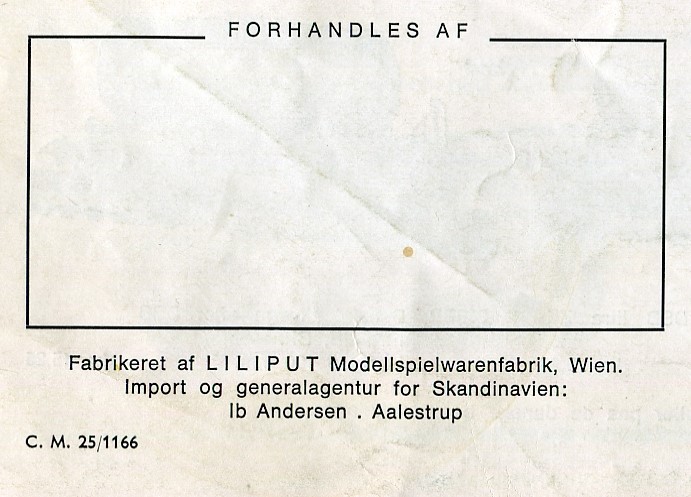 FORHANDLES AF
Fabrikeret af LILIPUT Modellspielwarenfabrik, Wien.
Import og generalagentur for Skandinavien:
Ib Andersen . Aalestrup
C. M. 25/1166